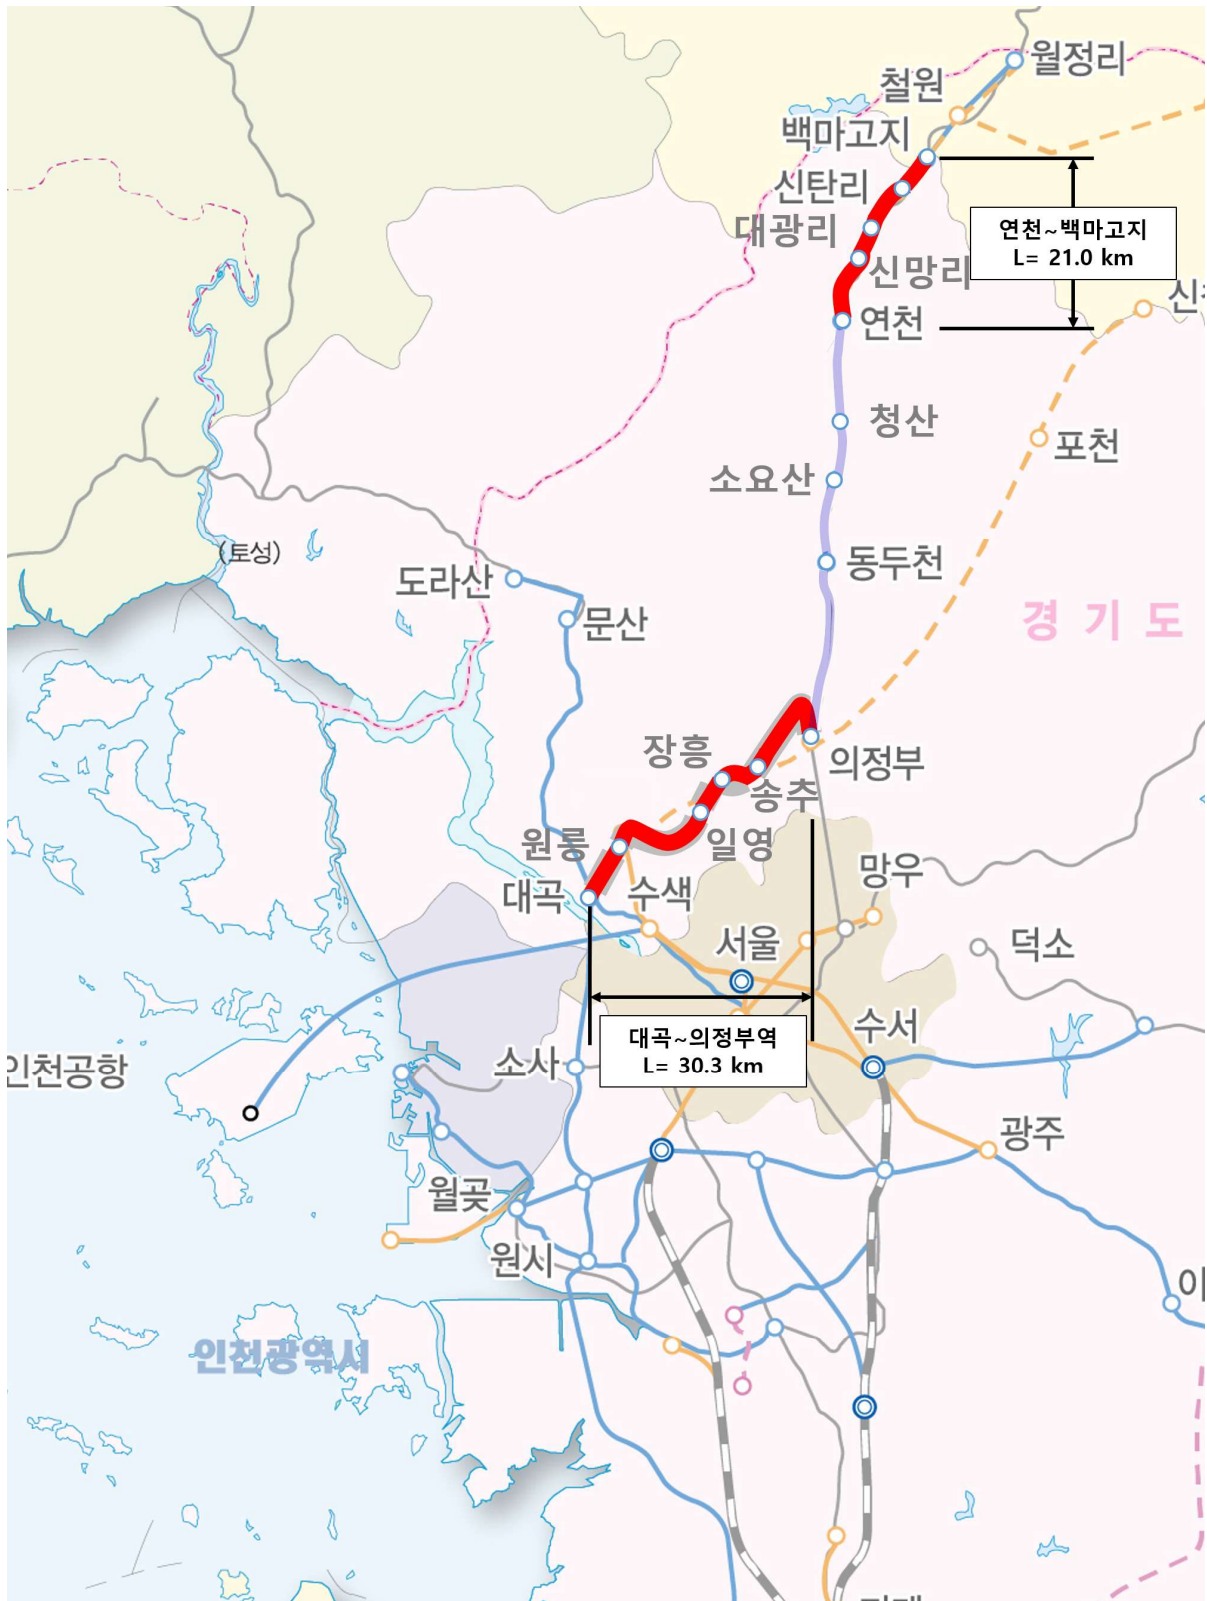 월정리
철원
백마고지
신탄리
대광리
연천~백마고지
L= 21.0 km
신망리
연천
청산
포천
소요산
(토성)
도라산
동두천
문산
경 기 도
장흥
의정부
송추
원릉
일영
대곡
수색
망우
서울
덕소
수서
대곡~의정부역
L= 30.3 km
소사
인천공항
광주
월곶
원시
인천광역시